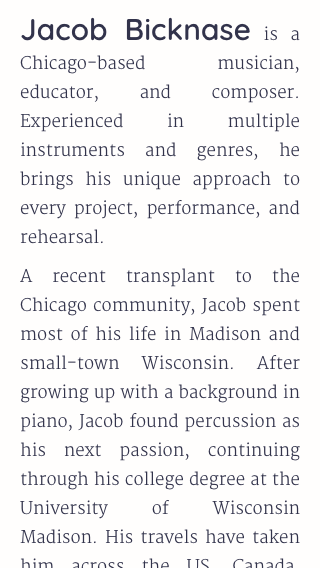 Jacob Bicknase is a
Chicago-based musician,
educator, and composer.
Experienced in multiple
instruments and genres, he
brings his unique approach to
every project, performance, and
rehearsal.
A recent transplant to the
Chicago community, Jacob spent
most of his life in Madison and
small-town Wisconsin. After
growing up with a background in
piano, Jacob found percussion as
his next passion, continuing
through his college degree at the
University of Wisconsin
Madison. His travels have taken
him across the US, Canada,